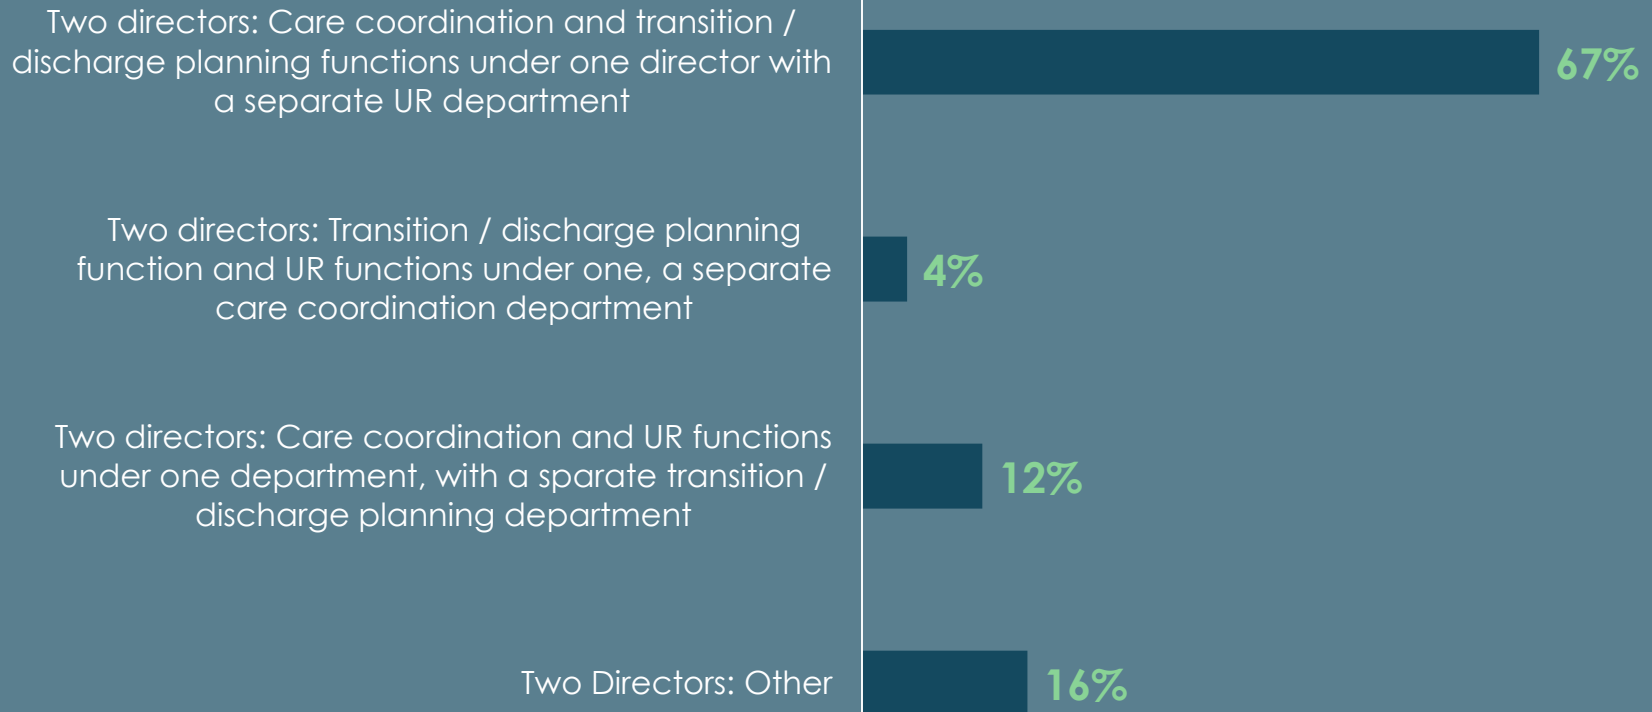 Two directors: Care coordination and transition /
discharge planning functions under one director with
a separate UR department
67%
Two directors: Transition / discharge planning
function and UR functions under one, a separate
care coordination department
4%
Two directors: Care coordination and UR functions
under one department, with a sparate transition /
discharge planning department
12%
Two Directors: Other
16%